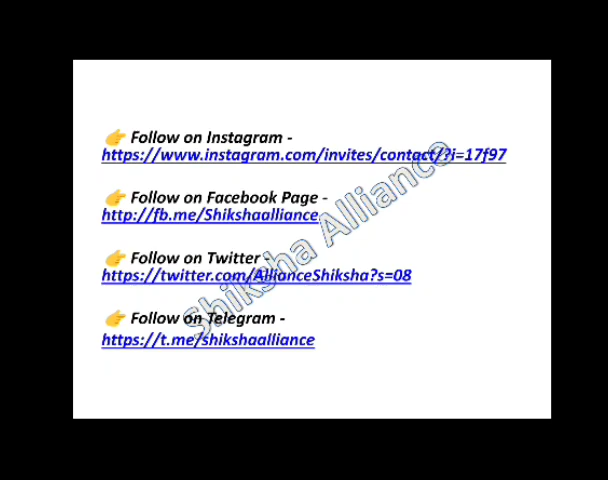 👉 Follow on Instagram -
https://www.instagram.com/invites/contact/?i=17f97
👉 Follow on Facebook Page -
http://fb.me/Shikshaalliance
👉 Follow on Twitter -
https://twitter.com/AllianceShiksha?s=08
👉 Follow on Telegram -
https://t.me/shikshaalliance
Shiksha Alliance